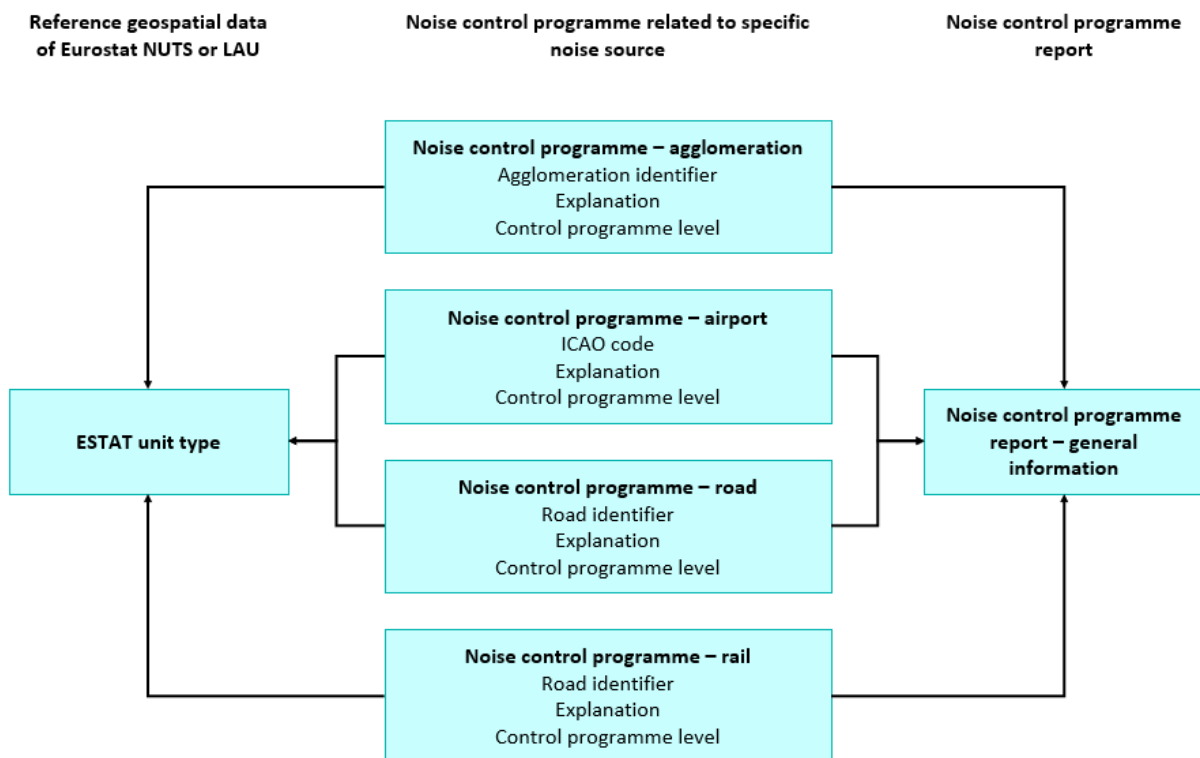 Reference geospatial data
of Eurostat NUTS or LAU
Noise control programme related to specific
noise source
Noise control programme
report
Noise control programme – agglomeration
Agglomeration identifier
Explanation
Control programme level
Noise control programme – airport
ICAO code
Explanation
Control programme level
ESTAT unit type
Noise control programme
report – general
information
Noise control programme – road
Road identifier
Explanation
Control programme level
Noise control programme – rail
Road identifier
Explanation
Control programme level